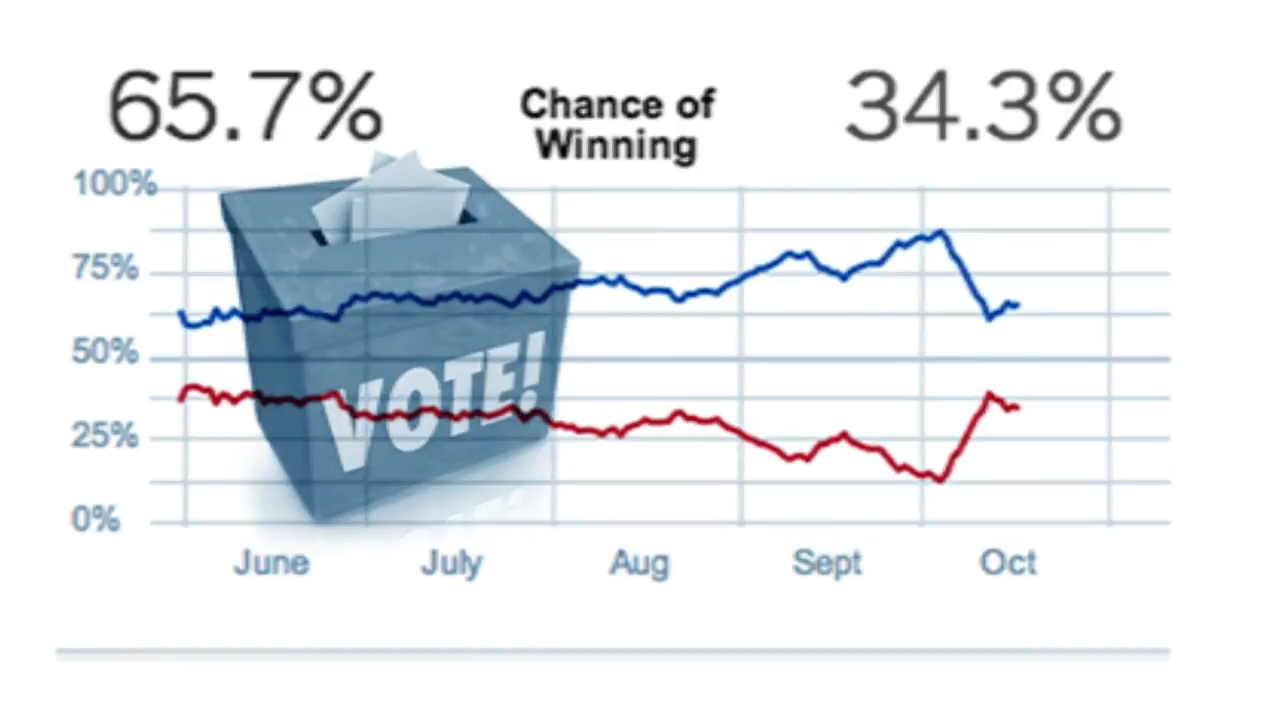 65.7%
Chance of
Winning
34.3%
100%
75%
50%
25%
0%
VOTE!
June
July
Aug
Sept
Oct